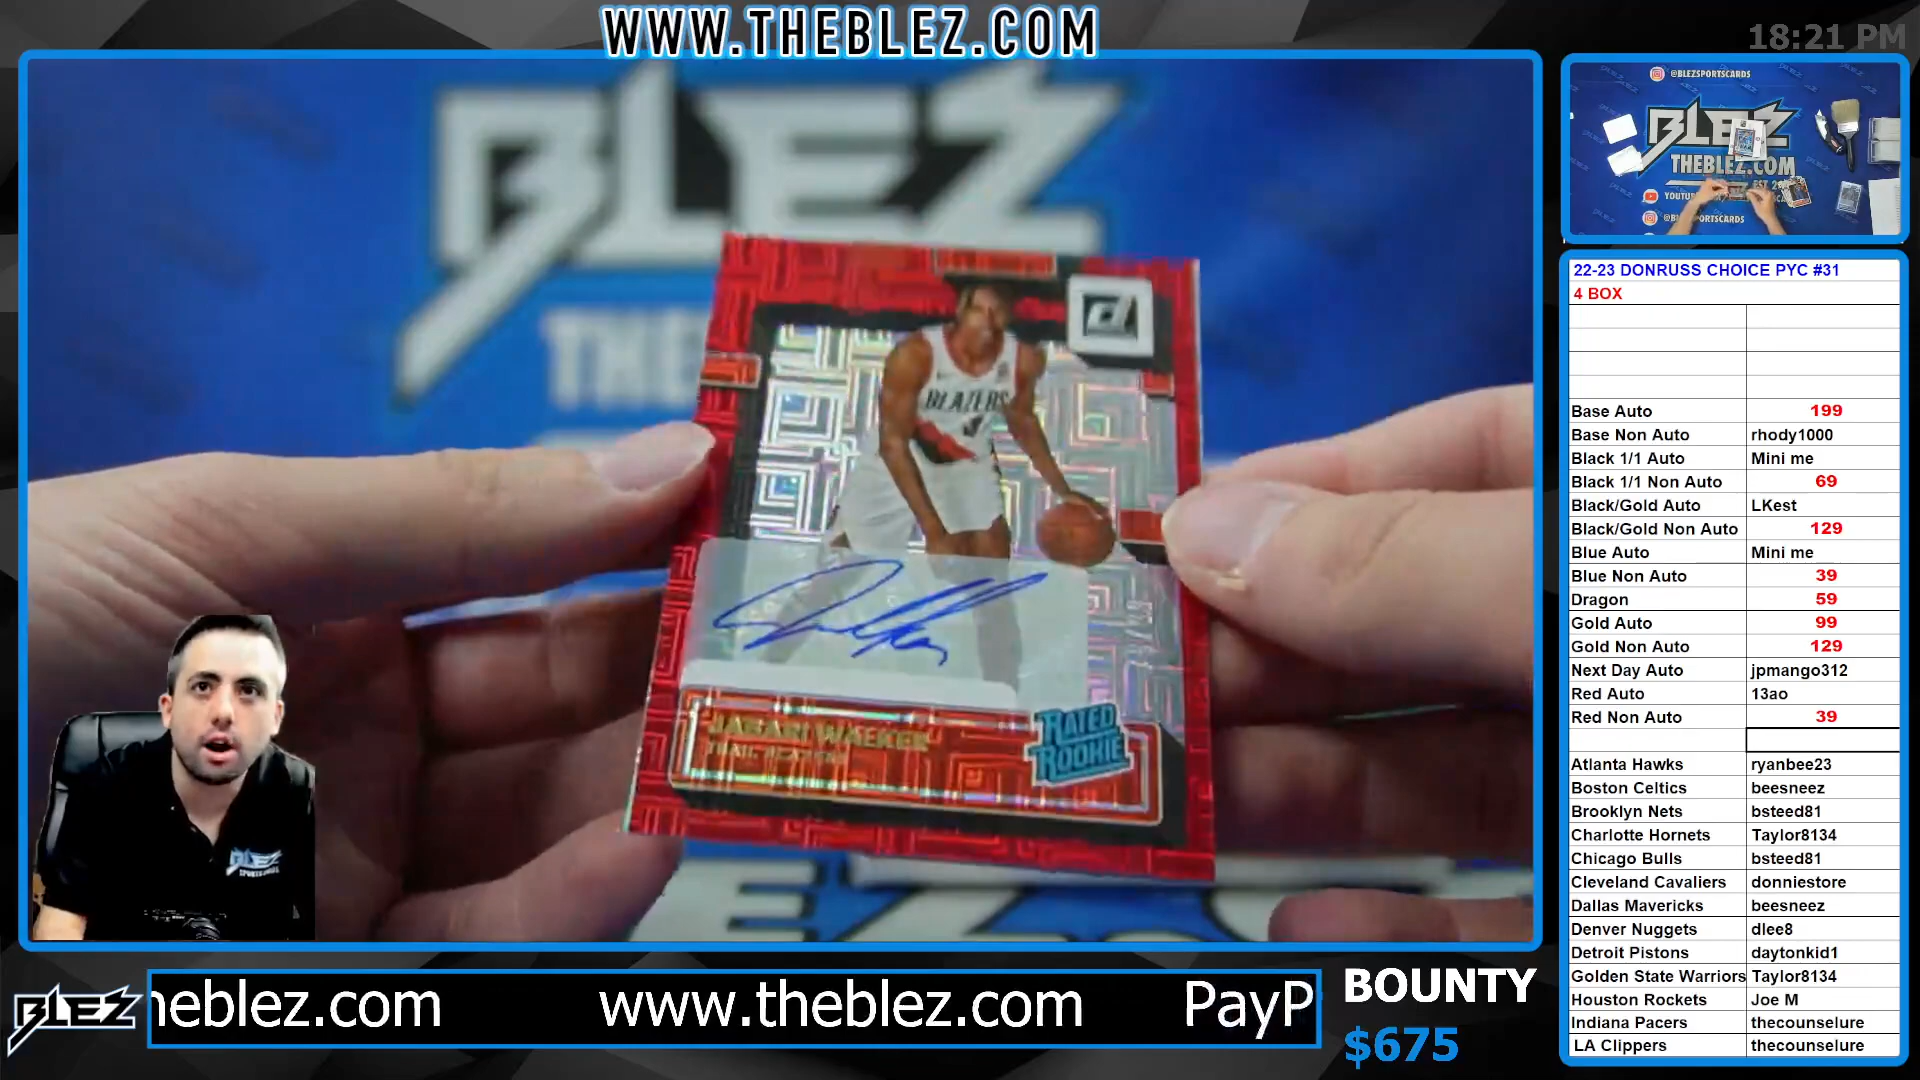 WWW.THEBLEZ.COM
18:21 PM
BLEZ
THE
BLAZERS
JABARI WALKER
TRAIL BLAZERS
RATED
ROOKIE
BLEZ
@BLEZSPORTSCARDS
BLEZ
THEBLEZ.COM
22-23 DONRUSS CHOICE PYC #31
4 BOX
Base Auto 199
Base Non Auto rhody1000
Black 1/1 Auto Mini me
Black 1/1 Non Auto 69
Black/Gold Auto LKest
Black/Gold Non Auto 129
Blue Auto Mini me
Blue Non Auto 39
Dragon 59
Gold Auto 99
Gold Non Auto 129
Next Day Auto jpmango312
Red Auto 13ao
Red Non Auto 39
Atlanta Hawks ryanbee23
Boston Celtics beesneez
Brooklyn Nets bsteed81
Charlotte Hornets Taylor8134
Chicago Bulls bsteed81
Cleveland Cavaliers donniestore
Dallas Mavericks beesneez
Denver Nuggets dlee8
Detroit Pistons daytonkid1
Golden State Warriors Taylor8134
Houston Rockets Joe M
Indiana Pacers thecounselure
LA Clippers thecounselure
BLEZ
heblez.com www.theblez.com PayP
BOUNTY
$675